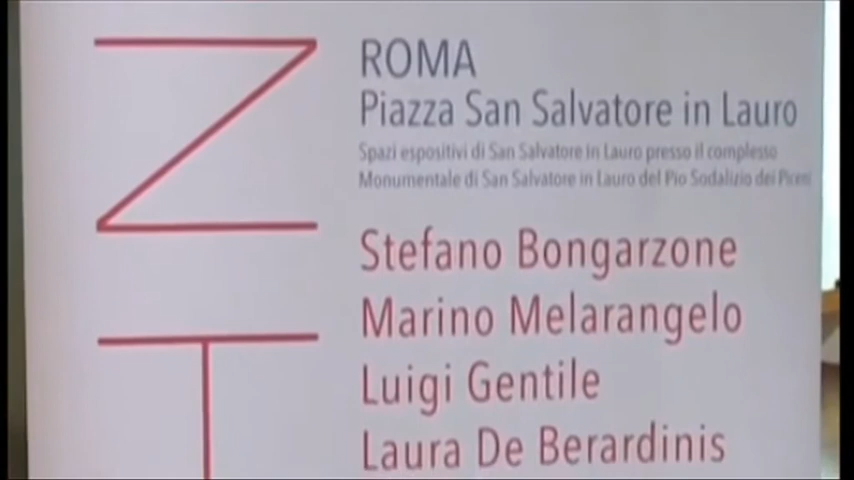 Z
T
ROMA
Piazza San Salvatore in Lauro
Spazi espositivi di San Salvatore in Lauro presso il complesso
Monumentale di San Salvatore in Lauro del Pio Sodalizio dei Piceni
Stefano Bongarzone
Marino Melarangelo
Luigi Gentile
Laura De Berardinis